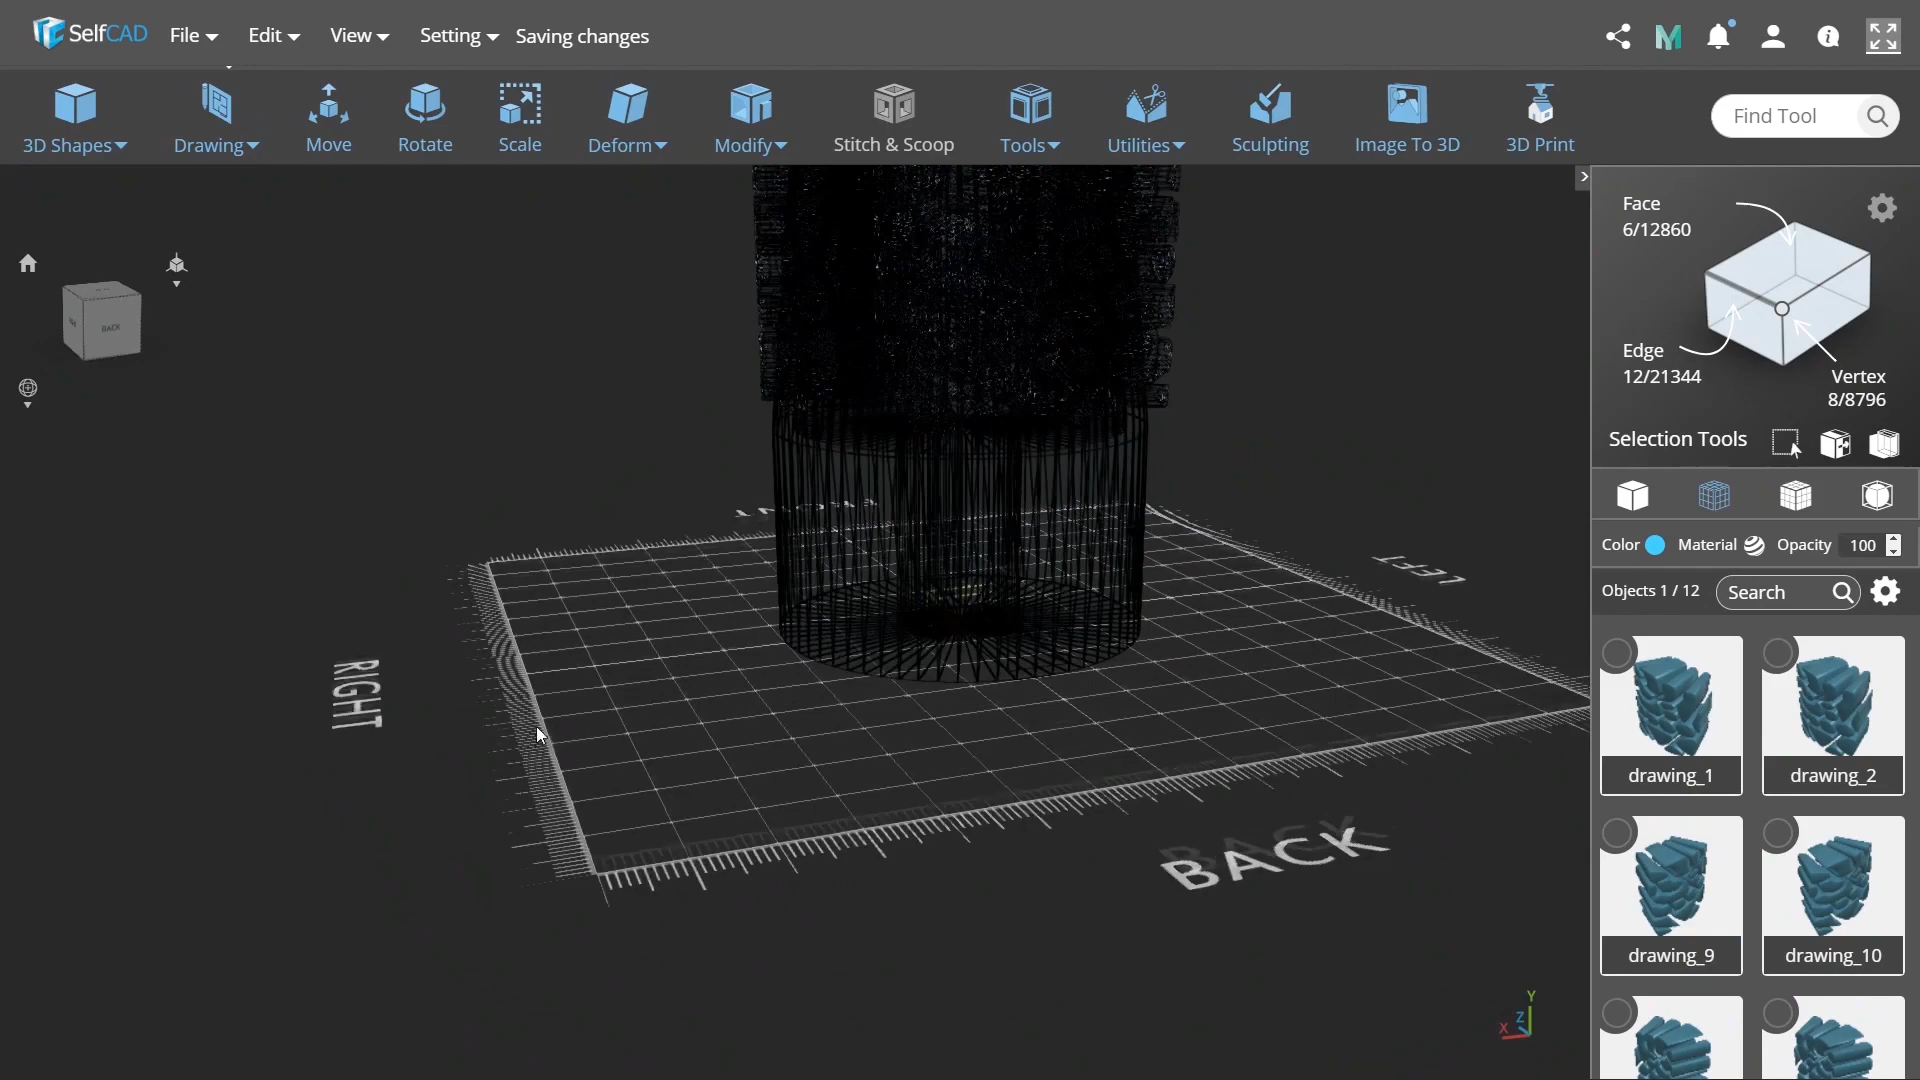 SelfCAD File Edit View Setting Saving changes
3D Shapes Drawing Move Rotate Scale Deform Modify Stitch & Scoop Tools Utilities Sculpting Image To 3D 3D Print
Find Tool
Face
6/12860
Edge
12/21344
Vertex
8/8796
Selection Tools
Color Material Opacity 100
Objects 1 / 12 Search
drawing_1 drawing_2
drawing_9 drawing_10
BACK
FRONT
LEFT
RIGHT
BACK
Y
Z
X